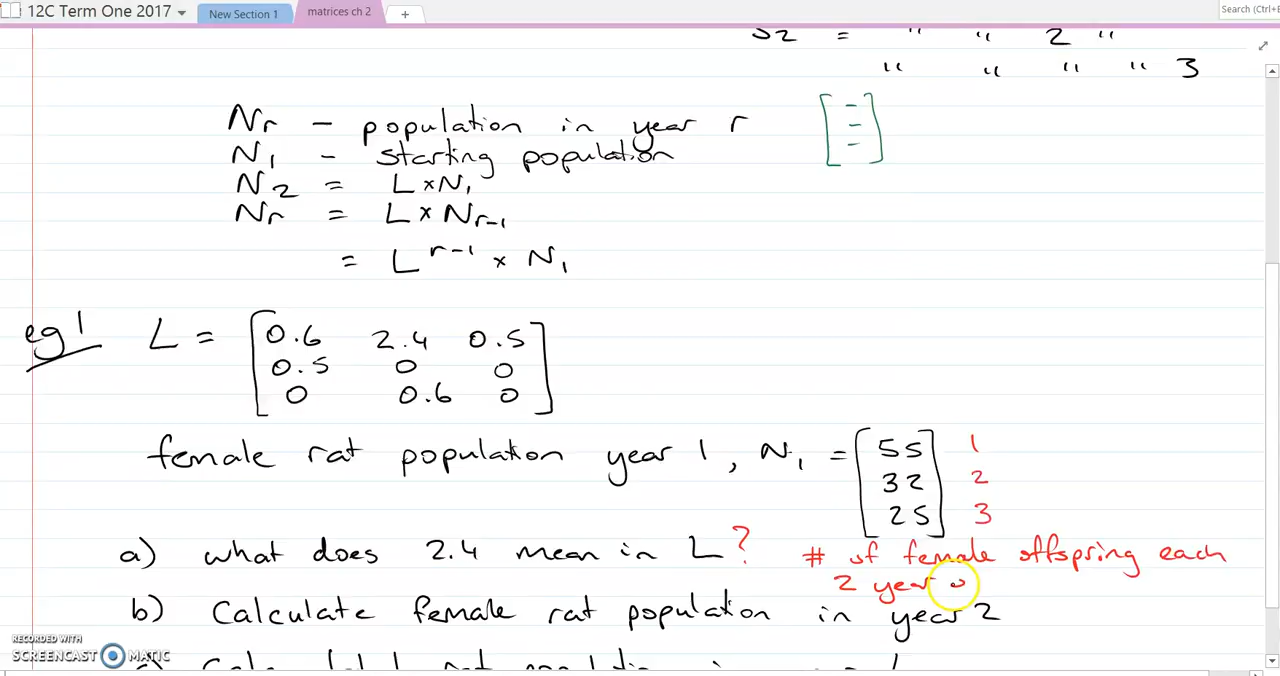 12C Term One 2017
New Section 1
matrices ch 2
+
Search (Ctrl+E
S2 = " " 2 "
" " " " 3
Nr - population in year r
N1 - starting population
N2 = L×N1
Nr = L × Nr-1
= L r-1 × N1
[ - - - ]
eg 1 L = [ 0.6 2.4 0.5
0.5 0 0
0 0.6 0 ]
female rat population year 1, N1 = [ 55 1
32 2
25 ] 3
a) what does 2.4 mean in L ? # of female offspring each
2 year o
b) Calculate female rat population in year 2
RECORDED WITH
SCREENCAST MATIC